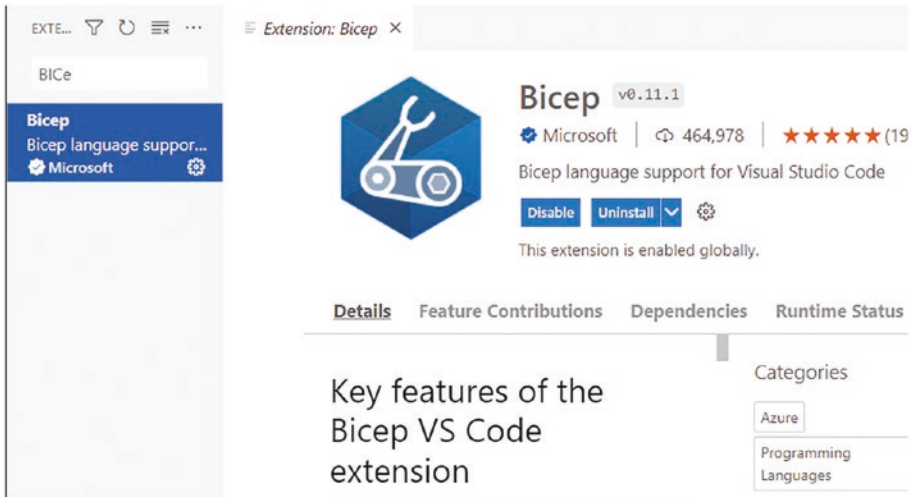 EXTE... ...
Extension: Bicep ×
BICe
Bicep
Bicep language suppor...
Microsoft
Bicep v0.11.1
Microsoft | 464,978 | ★★★★★(19
Bicep language support for Visual Studio Code
Disable Uninstall
This extension is enabled globally.
Details Feature Contributions Dependencies Runtime Status
Key features of the
Bicep VS Code
extension
Categories
Azure
Programming
Languages